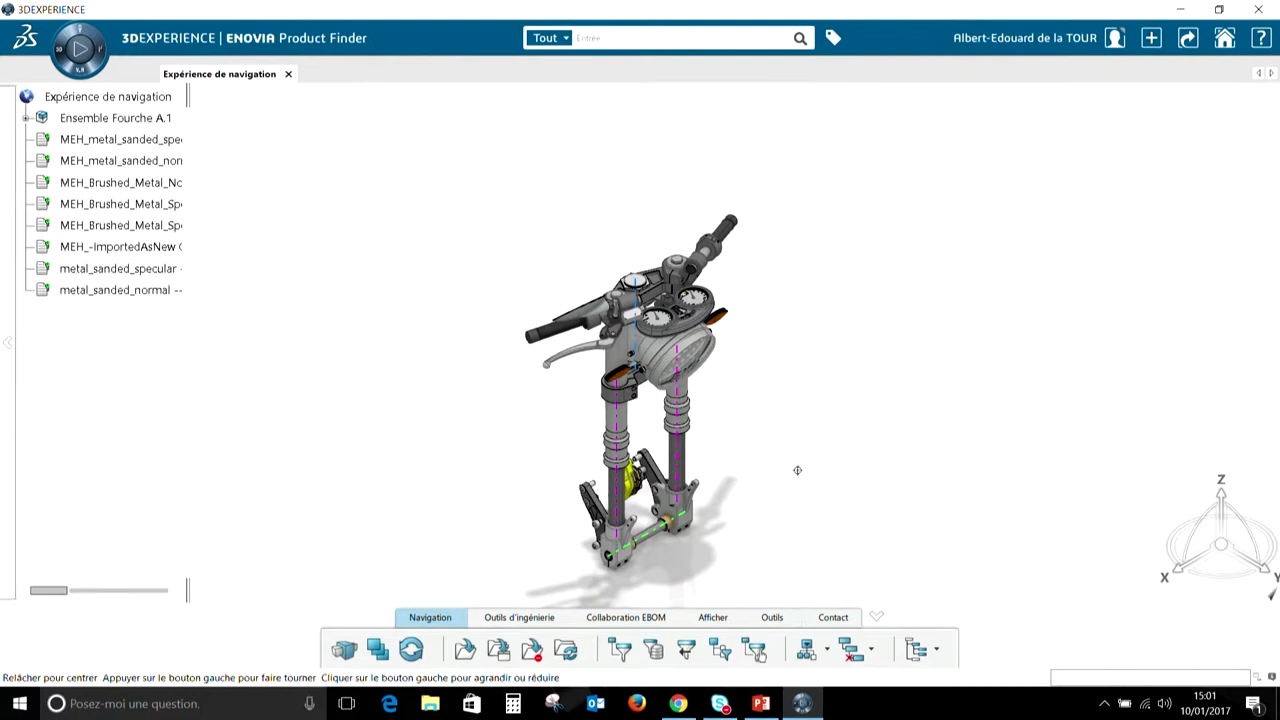 3DEXPERIENCE
3DEXPERIENCE | ENOVIA Product Finder
Tout
Entrée
Albert-Edouard de la TOUR
3D
V.R
Expérience de navigation
Expérience de navigation
Ensemble Fourche A.1
MEH_metal_sanded_spe
MEH_metal_sanded_nor
MEH_Brushed_Metal_No
MEH_Brushed_Metal_Sp
MEH_Brushed_Metal_Sp
MEH_-ImportedAsNew
metal_sanded_specular -
metal_sanded_normal --
Z
X
Y
Navigation
Outils d'ingénierie
Collaboration EBOM
Afficher
Outils
Contact
Relâcher pour centrer Appuyer sur le bouton gauche pour faire tourner Cliquer sur le bouton gauche pour agrandir ou réduire
Posez-moi une question.
15:01
10/01/2017